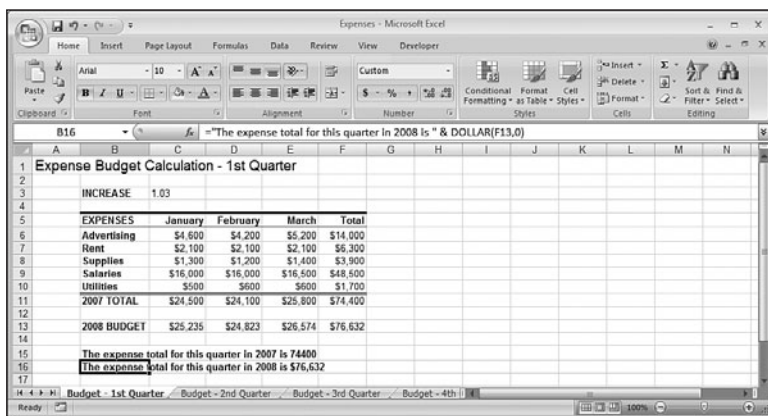 Expenses - Microsoft Excel
Home Insert Page Layout Formulas Data Review View Developer
Paste
Arial 10 A A
B I U A
Custom
$ % ,
Conditional Formatting
Format as Table
Cell Styles
Insert
Delete
Format
Σ
Sort & Filter
Find & Select
Clipboard Font Alignment Number Styles Cells Editing
B16 fx ="The expense total for this quarter in 2008 is " & DOLLAR(F13,0)
A B C D E F G H I J K L M N
1 Expense Budget Calculation - 1st Quarter
2
3 INCREASE 1.03
4
5 EXPENSES January February March Total
6 Advertising $4,600 $4,200 $5,200 $14,000
7 Rent $2,100 $2,100 $2,100 $6,300
8 Supplies $1,300 $1,200 $1,400 $3,900
9 Salaries $16,000 $16,000 $16,500 $48,500
10 Utilities $500 $600 $600 $1,700
11 2007 TOTAL $24,500 $24,100 $25,800 $74,400
12
13 2008 BUDGET $25,235 $24,823 $26,574 $76,632
14
15 The expense total for this quarter in 2007 is 74400
16 The expense total for this quarter in 2008 is $76,632
17
Budget - 1st Quarter Budget - 2nd Quarter Budget - 3rd Quarter Budget - 4th
Ready 100%